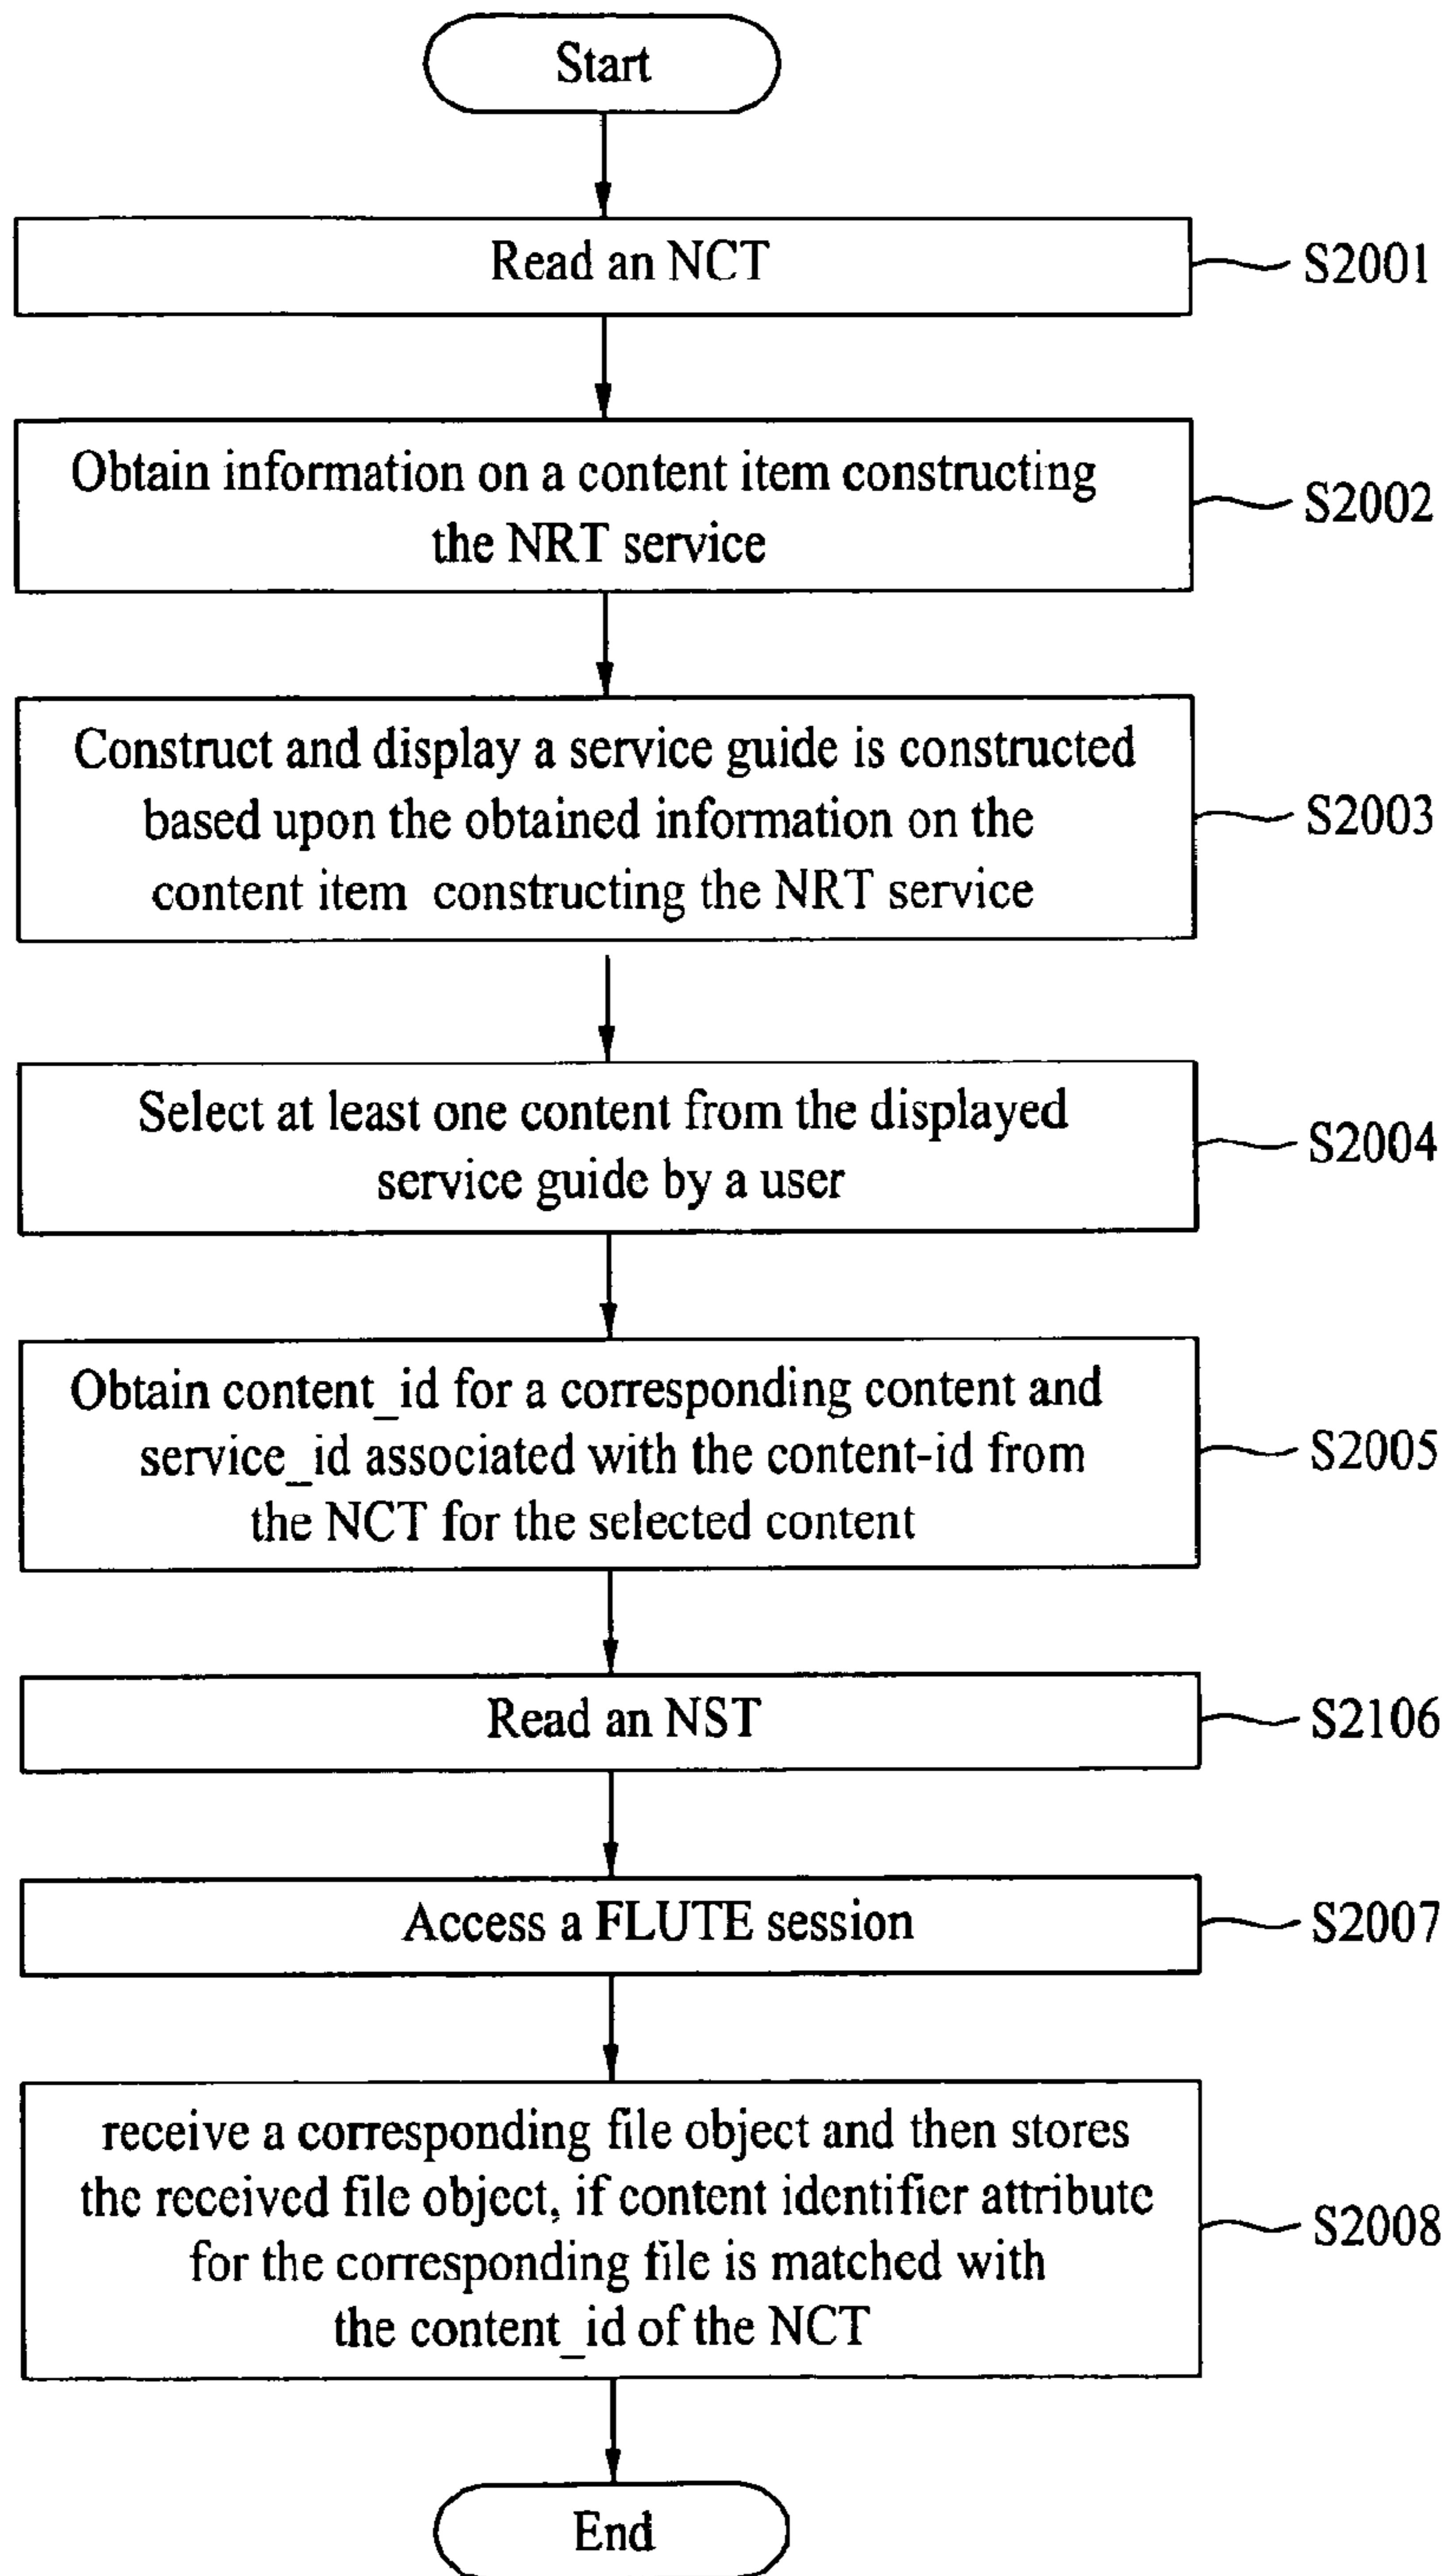 Start
Read an NCT
S2001
Obtain information on a content item constructing
the NRT service
S2002
Construct and display a service guide is constructed
based upon the obtained information on the
content item constructing the NRT service
S2003
Select at least one content from the displayed
service guide by a user
S2004
Obtain content_id for a corresponding content and
service_id associated with the content-id from
the NCT for the selected content
S2005
Read an NST
S2106
Access a FLUTE session
S2007
receive a corresponding file object and then stores
the received file object, if content identifier attribute
for the corresponding file is matched with
the content_id of the NCT
S2008
End